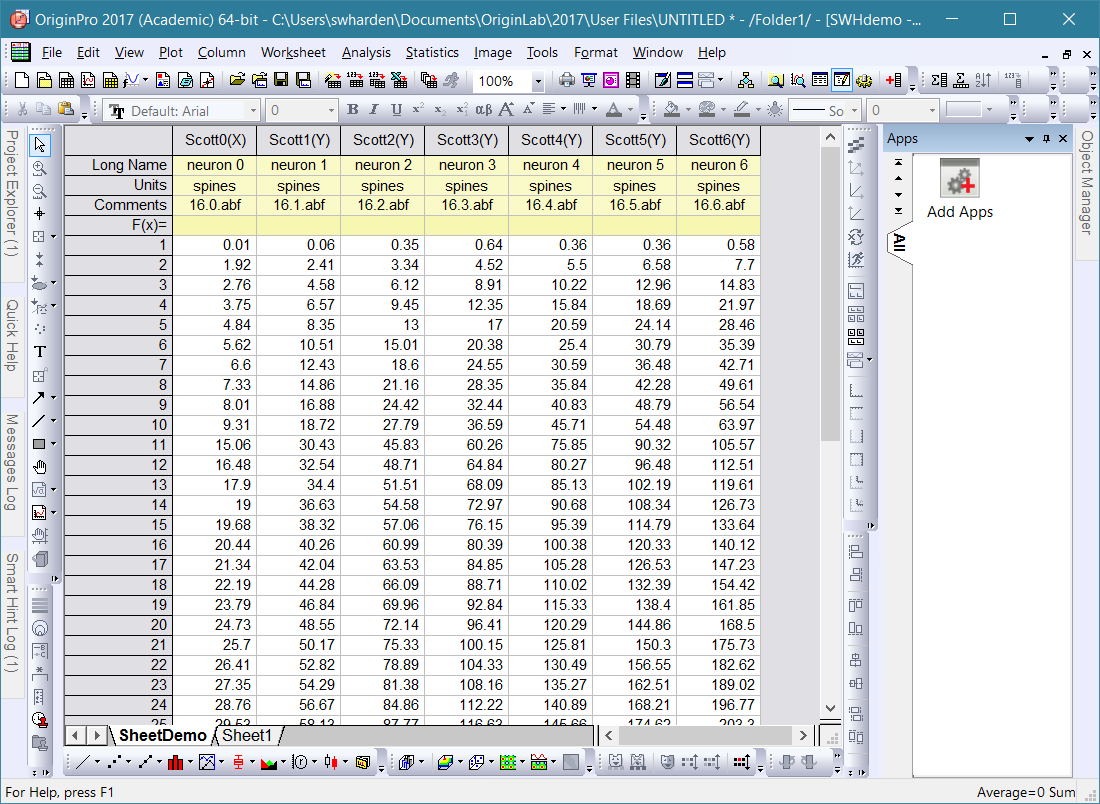 OriginPro 2017 (Academic) 64-bit - C:\Users\swharden\Documents\OriginLab\2017\User Files\UNTITLED * - /Folder1/ - [SWHdemo -...
File Edit View Plot Column Worksheet Analysis Statistics Image Tools Format Window Help
100%
Default: Arial 0 B I U αβ A A A So 0
Project Explorer (1)
Quick Help
Messages Log
Smart Hint Log (1)
Scott0(X) Scott1(Y) Scott2(Y) Scott3(Y) Scott4(Y) Scott5(Y) Scott6(Y)
Long Name neuron 0 neuron 1 neuron 2 neuron 3 neuron 4 neuron 5 neuron 6
Units spines spines spines spines spines spines spines
Comments 16.0.abf 16.1.abf 16.2.abf 16.3.abf 16.4.abf 16.5.abf 16.6.abf
F(x)=
1 0.01 0.06 0.35 0.64 0.36 0.36 0.58
2 1.92 2.41 3.34 4.52 5.5 6.58 7.7
3 2.76 4.58 6.12 8.91 10.22 12.96 14.83
4 3.75 6.57 9.45 12.35 15.84 18.69 21.97
5 4.84 8.35 13 17 20.59 24.14 28.46
6 5.62 10.51 15.01 20.38 25.4 30.79 35.39
7 6.6 12.43 18.6 24.55 30.59 36.48 42.71
8 7.33 14.86 21.16 28.35 35.84 42.28 49.61
9 8.01 16.88 24.42 32.44 40.83 48.79 56.54
10 9.31 18.72 27.79 36.59 45.71 54.48 63.97
11 15.06 30.43 45.83 60.26 75.85 90.32 105.57
12 16.48 32.54 48.71 64.84 80.27 96.48 112.51
13 17.9 34.4 51.51 68.09 85.13 102.19 119.61
14 19 36.63 54.58 72.97 90.68 108.34 126.73
15 19.68 38.32 57.06 76.15 95.39 114.79 133.64
16 20.44 40.26 60.99 80.39 100.38 120.33 140.12
17 21.34 42.04 63.53 84.85 105.28 126.53 147.23
18 22.19 44.28 66.09 88.71 110.02 132.39 154.42
19 23.79 46.84 69.96 92.84 115.33 138.4 161.85
20 24.73 48.55 72.14 96.41 120.29 144.86 168.5
21 25.7 50.17 75.33 100.15 125.81 150.3 175.73
22 26.41 52.82 78.89 104.33 130.49 156.55 182.62
23 27.35 54.29 81.38 108.16 135.27 162.51 189.02
24 28.76 56.67 84.86 112.22 140.89 168.21 196.77
25 29.53 58.13 87.77 116.63 145.66 174.62 203.3
SheetDemo Sheet1
Apps
All
Add Apps
Object Manager
For Help, press F1
Average=0 Sum